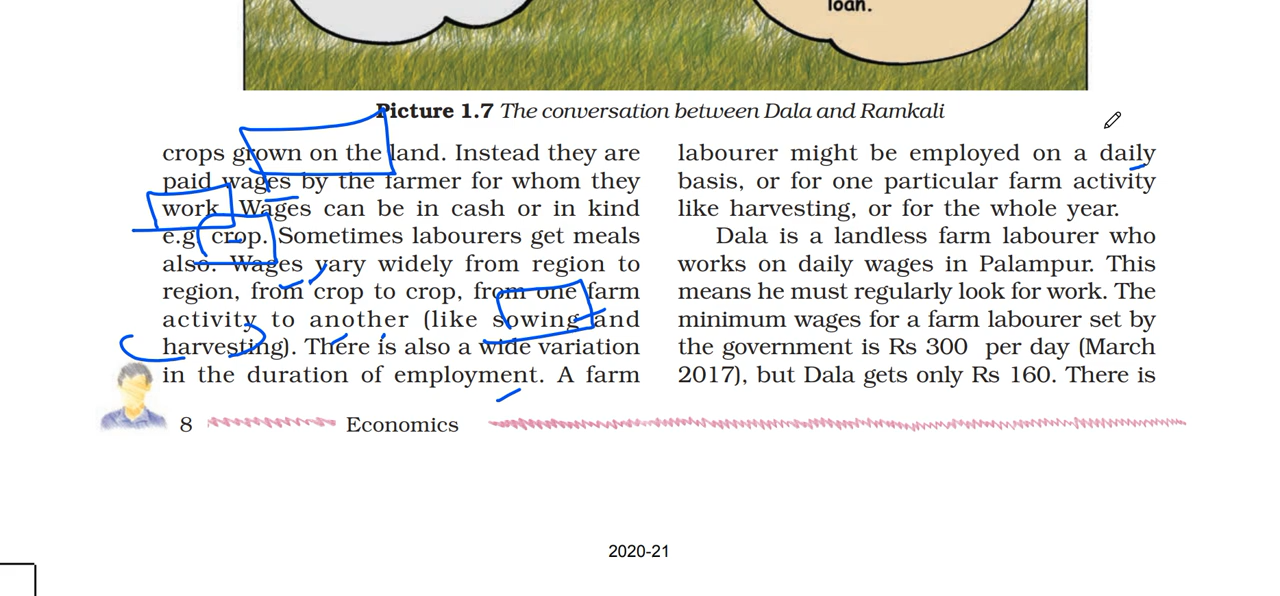 loan.
Picture 1.7 The conversation between Dala and Ramkali
crops grown on the land. Instead they are
paid wages by the farmer for whom they
work. Wages can be in cash or in kind
e.g. crop. Sometimes labourers get meals
also. Wages vary widely from region to
region, from crop to crop, from one farm
activity to another (like sowing and
harvesting). There is also a wide variation
in the duration of employment. A farm
labourer might be employed on a daily
basis, or for one particular farm activity
like harvesting, or for the whole year.
Dala is a landless farm labourer who
works on daily wages in Palampur. This
means he must regularly look for work. The
minimum wages for a farm labourer set by
the government is Rs 300 per day (March
2017), but Dala gets only Rs 160. There is
8 Economics
2020-21